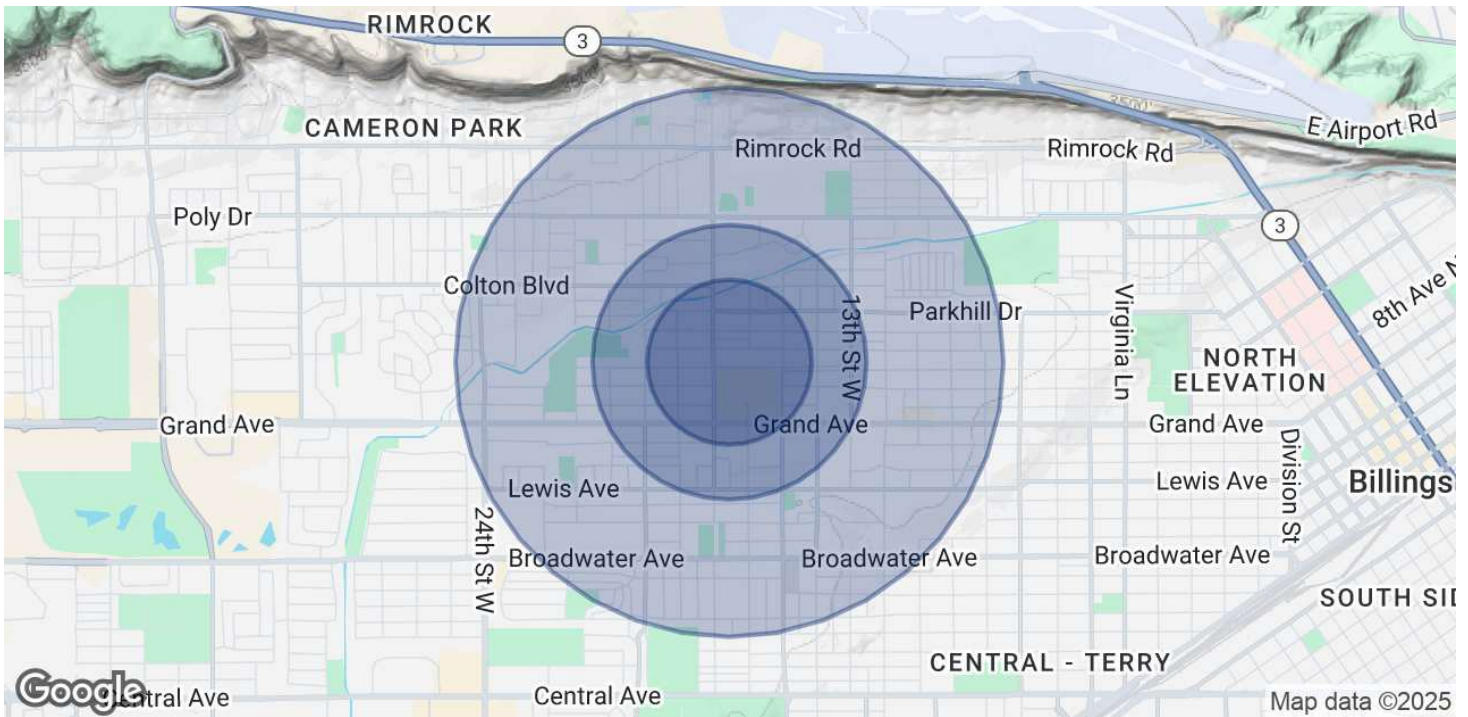 RIMROCK
3
3500'
CAMERON PARK
Rimrock Rd
Rimrock Rd
E Airport Rd
Poly Dr
3
Colton Blvd
13th St W
Parkhill Dr
Virginia Ln
8th Ave N
NORTH
ELEVATION
Grand Ave
Grand Ave
Grand Ave
Division St
Lewis Ave
Lewis Ave
Billings
24th St W
Broadwater Ave
Broadwater Ave
Broadwater Ave
SOUTH SID
CENTRAL - TERRY
Google
Central Ave
Central Ave
Map data ©2025